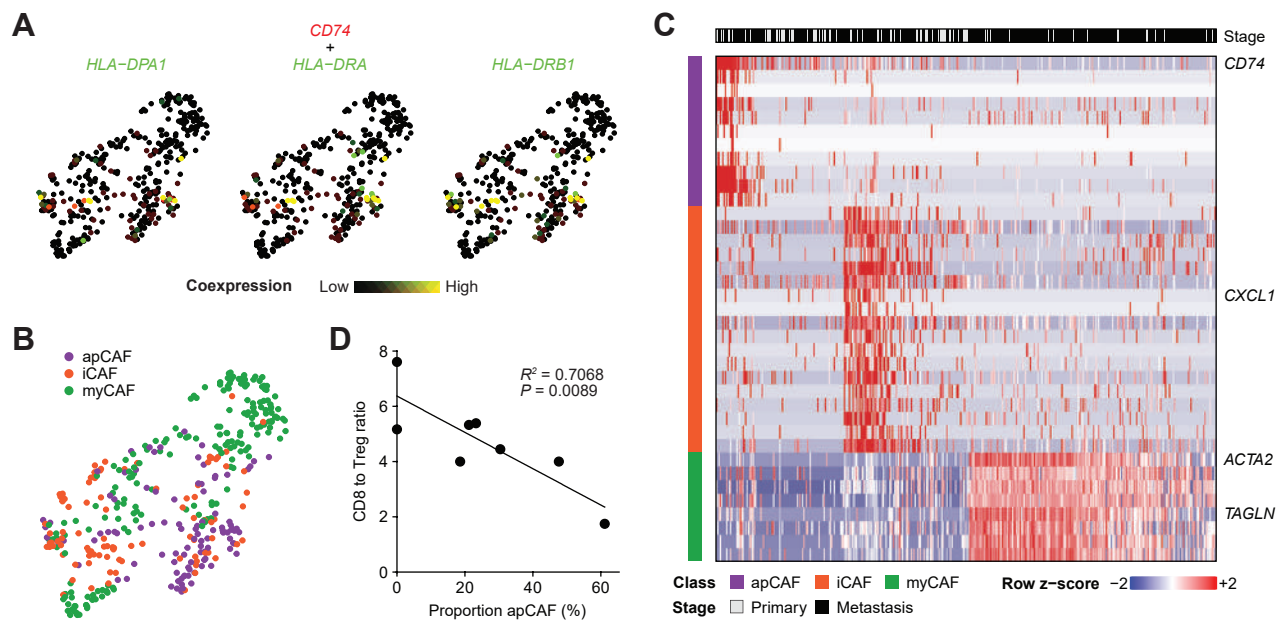 A
CD74
+
HLA−DPA1
HLA−DRA
HLA−DRB1
Coexpression
Low
High
B
apCAF
iCAF
myCAF
D
8
6
4
2
0
CD8 to Treg ratio
R² = 0.7068
P = 0.0089
0
20
40
60
Proportion apCAF (%)
C
Stage
CD74
CXCL1
ACTA2
TAGLN
Class
apCAF
iCAF
myCAF
Row z−score
−2
+2
Stage
Primary
Metastasis